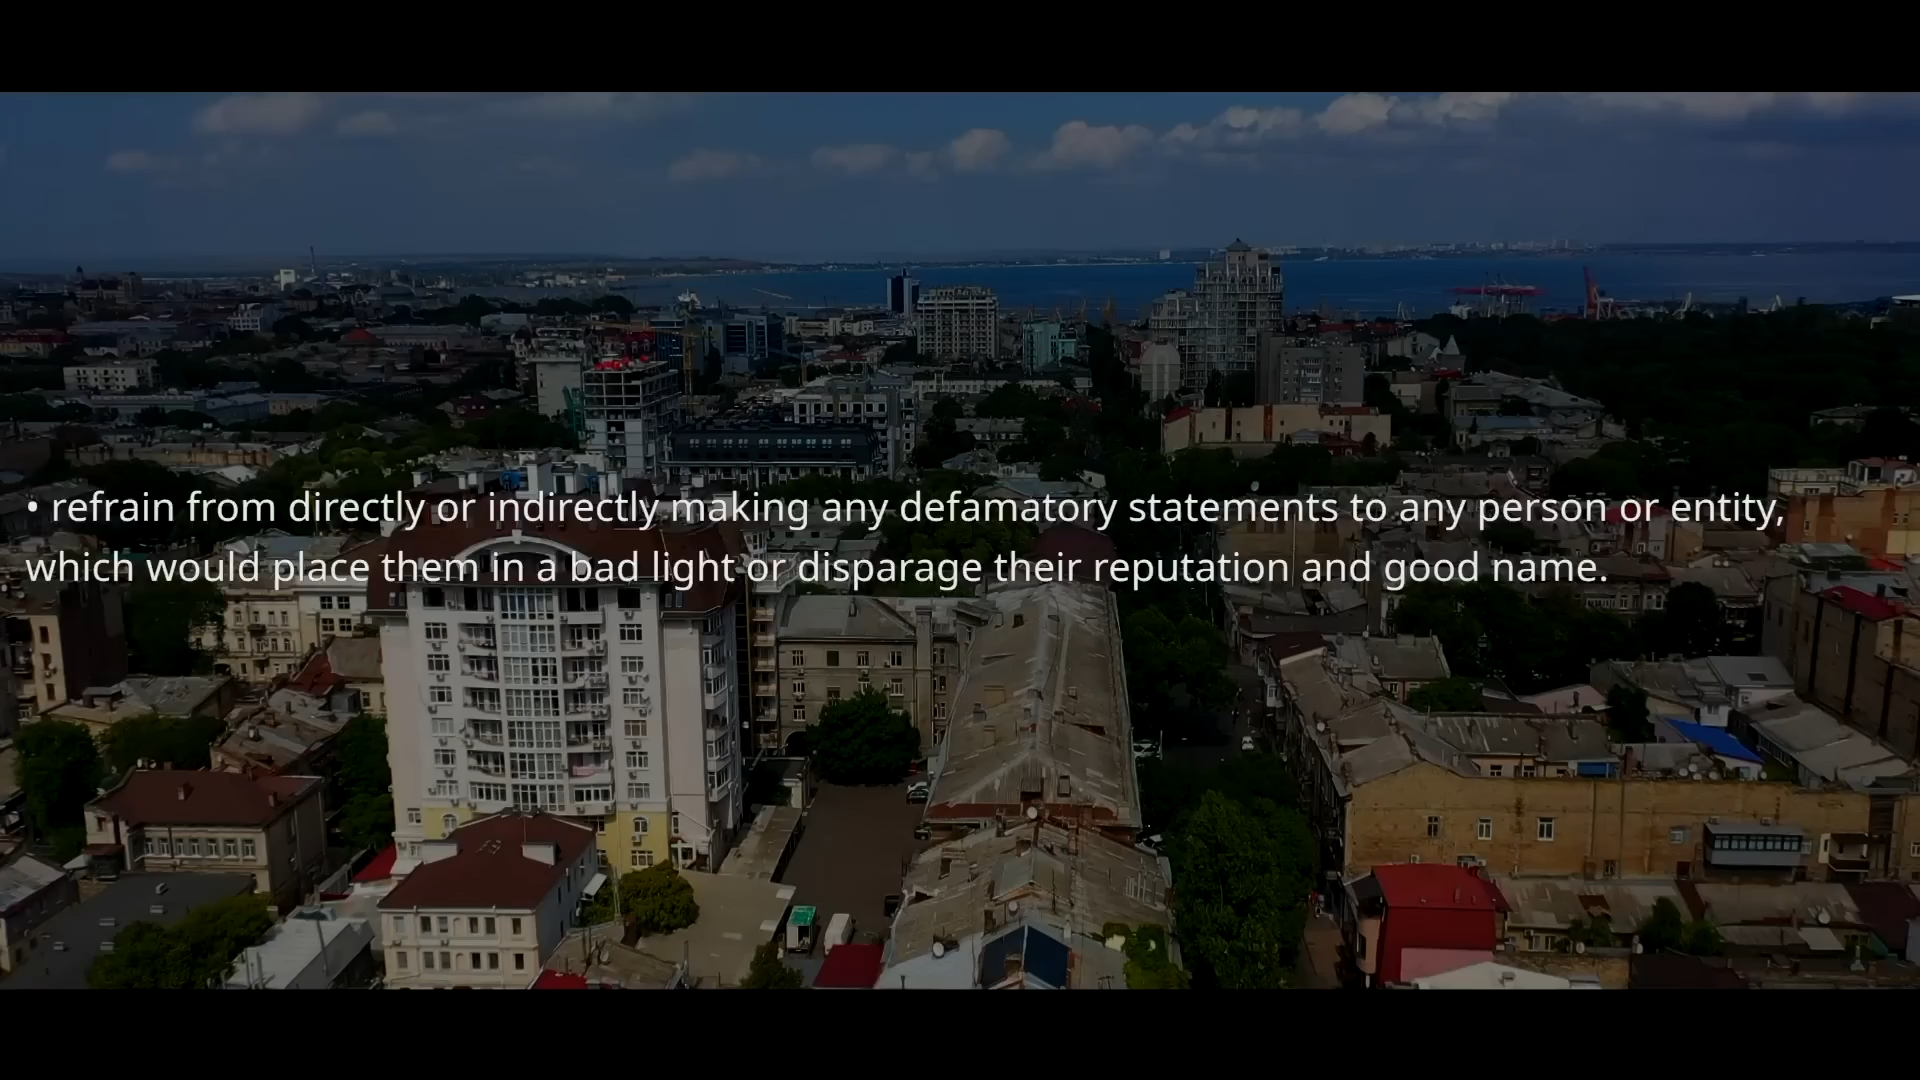 • refrain from directly or indirectly making any defamatory statements to any person or entity,
which would place them in a bad light or disparage their reputation and good name.